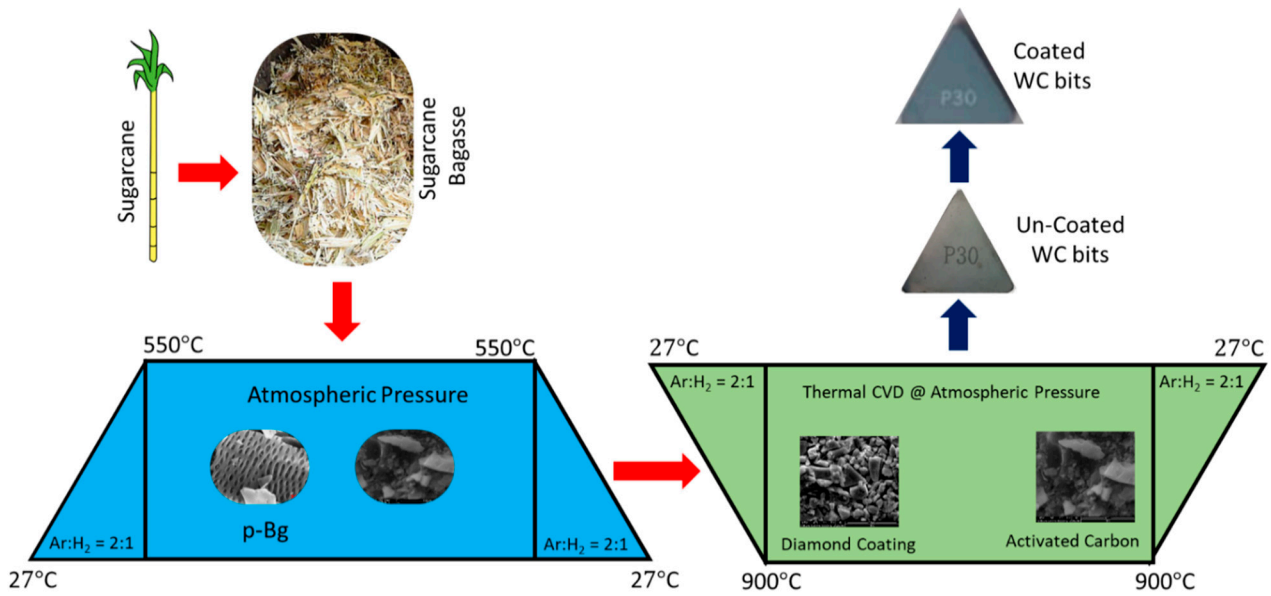 Sugarcane
Sugarcane
Bagasse
Coated
WC bits
P30
Un-Coated
WC bits
P30
550°C
550°C
Atmospheric Pressure
p-Bg
Ar:H₂ = 2:1
Ar:H₂ = 2:1
27°C
27°C
27°C
27°C
Ar:H₂ = 2:1
Ar:H₂ = 2:1
Thermal CVD @ Atmospheric Pressure
Diamond Coating
Activated Carbon
900°C
900°C